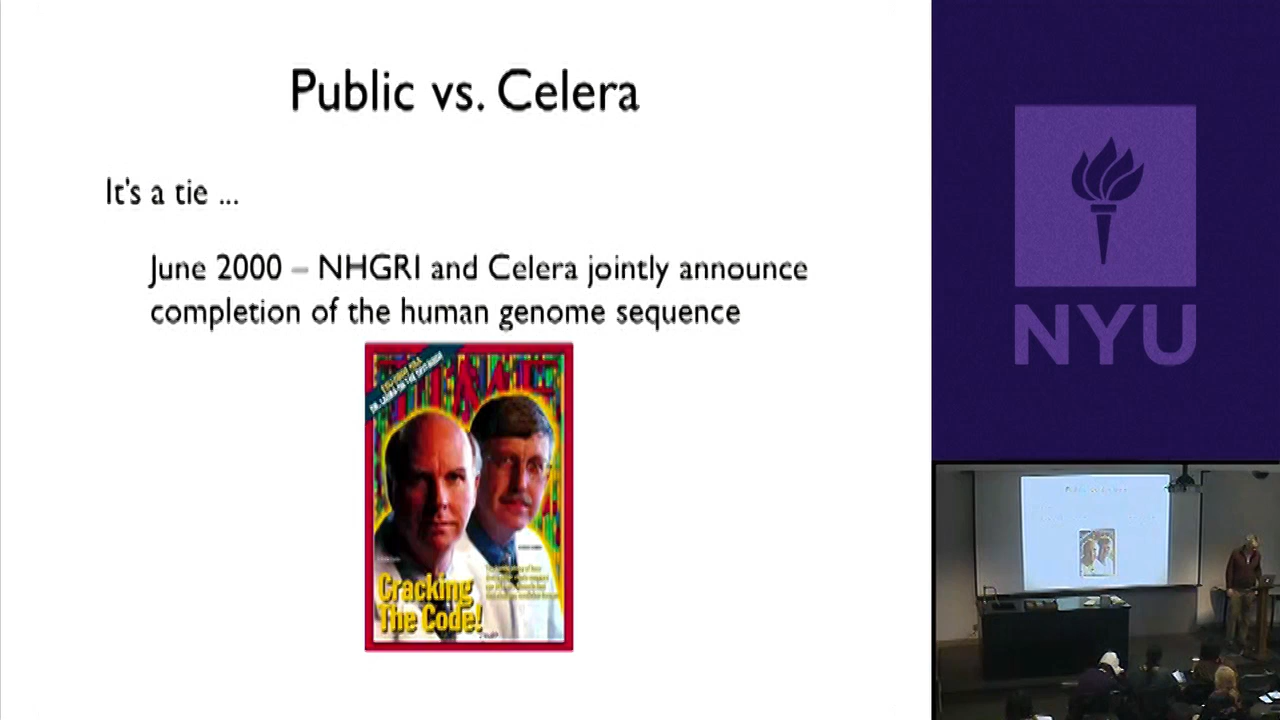 Public vs. Celera
It's a tie ...
June 2000 – NHGRI and Celera jointly announce
completion of the human genome sequence
TIME
Cracking
The Code!
NYU